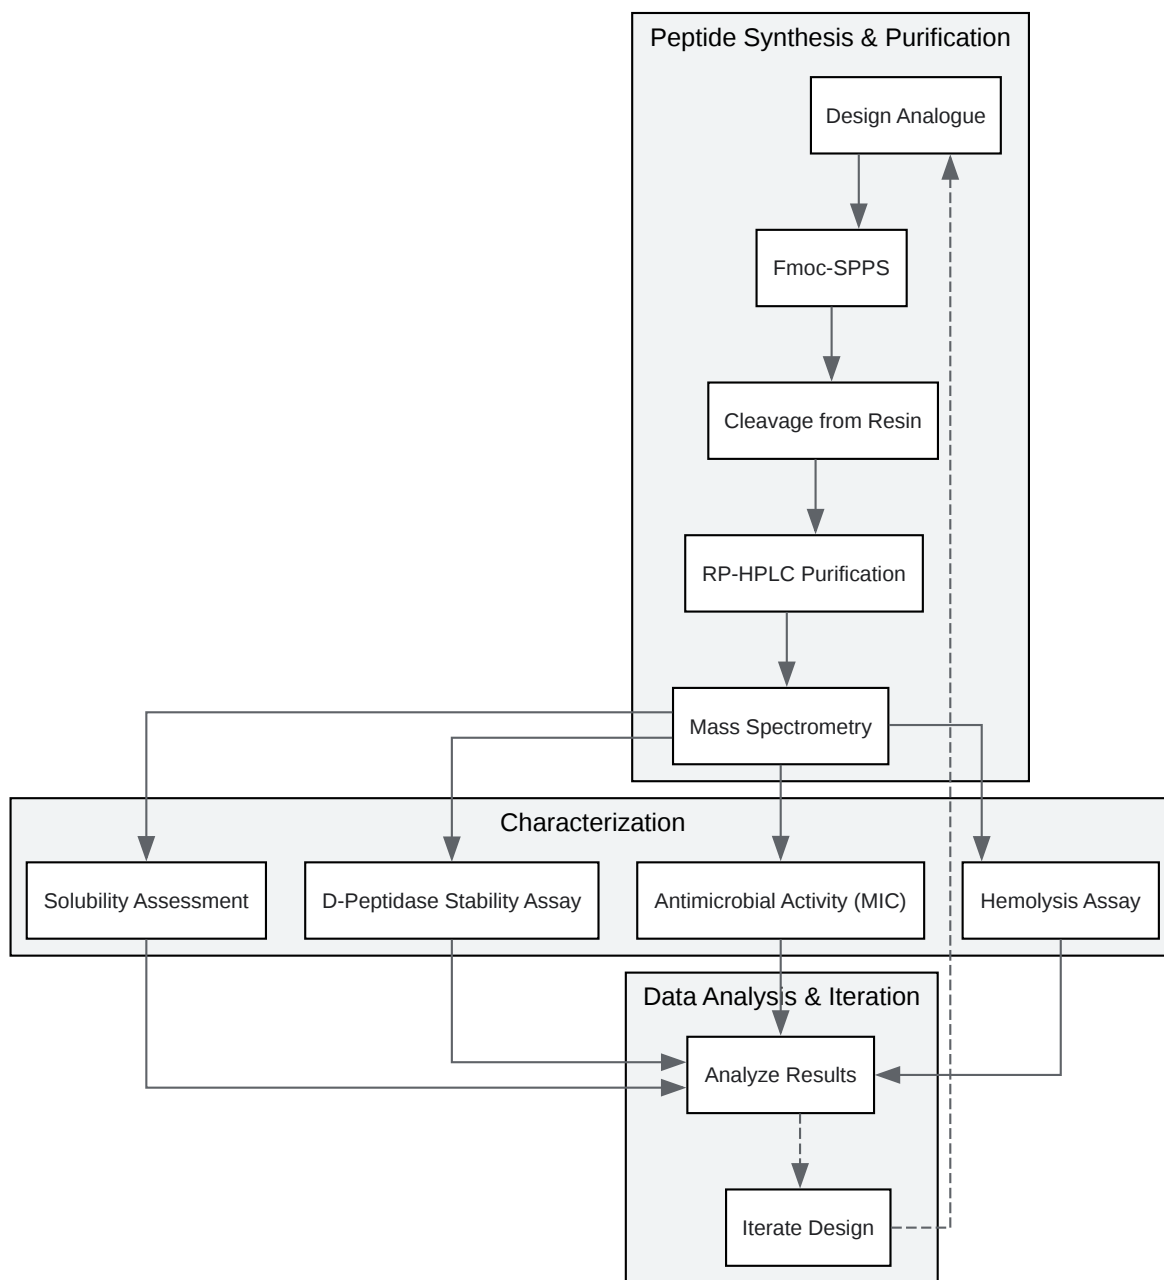 Peptide Synthesis & Purification
Design Analogue
Fmoc-SPPS
Cleavage from Resin
RP-HPLC Purification
Mass Spectrometry
Characterization
Solubility Assessment
D-Peptidase Stability Assay
Antimicrobial Activity (MIC)
Hemolysis Assay
Data Analysis & Iteration
Analyze Results
Iterate Design